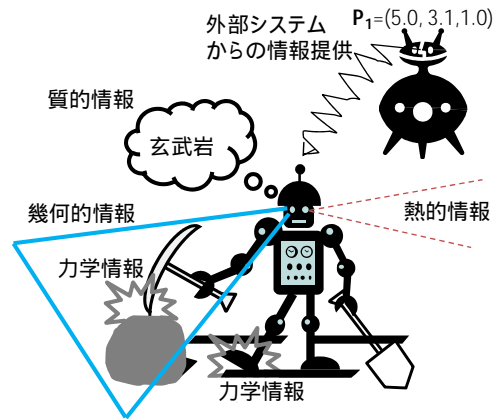 外部システム
からの情報提供
P₁=(5.0, 3.1,1.0)
質的情報
玄武岩
幾何的情報
熱的情報
力学情報
力学情報